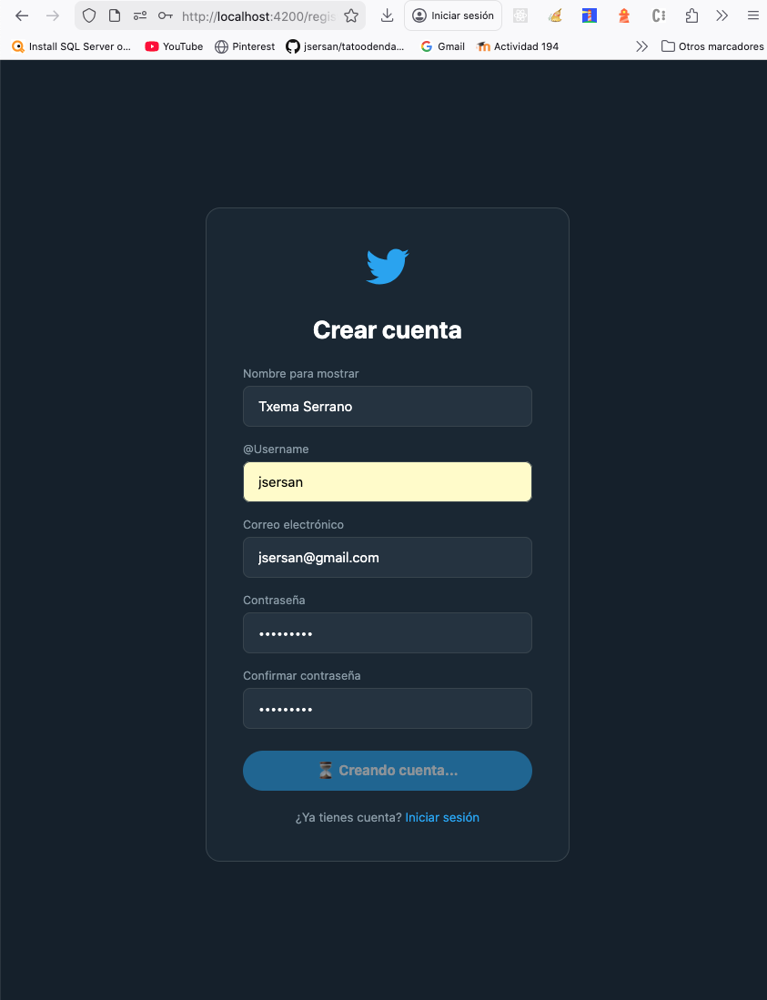 http://localhost:4200/regis
Iniciar sesión
Install SQL Server o...
YouTube
Pinterest
jsersan/tatoodenda...
Gmail
Actividad 194
Otros marcadores
Crear cuenta
Nombre para mostrar
Txema Serrano
@Username
jsersan
Correo electrónico
jsersan@gmail.com
Contraseña
•••••••••
Confirmar contraseña
•••••••••
⏳ Creando cuenta...
¿Ya tienes cuenta? Iniciar sesión